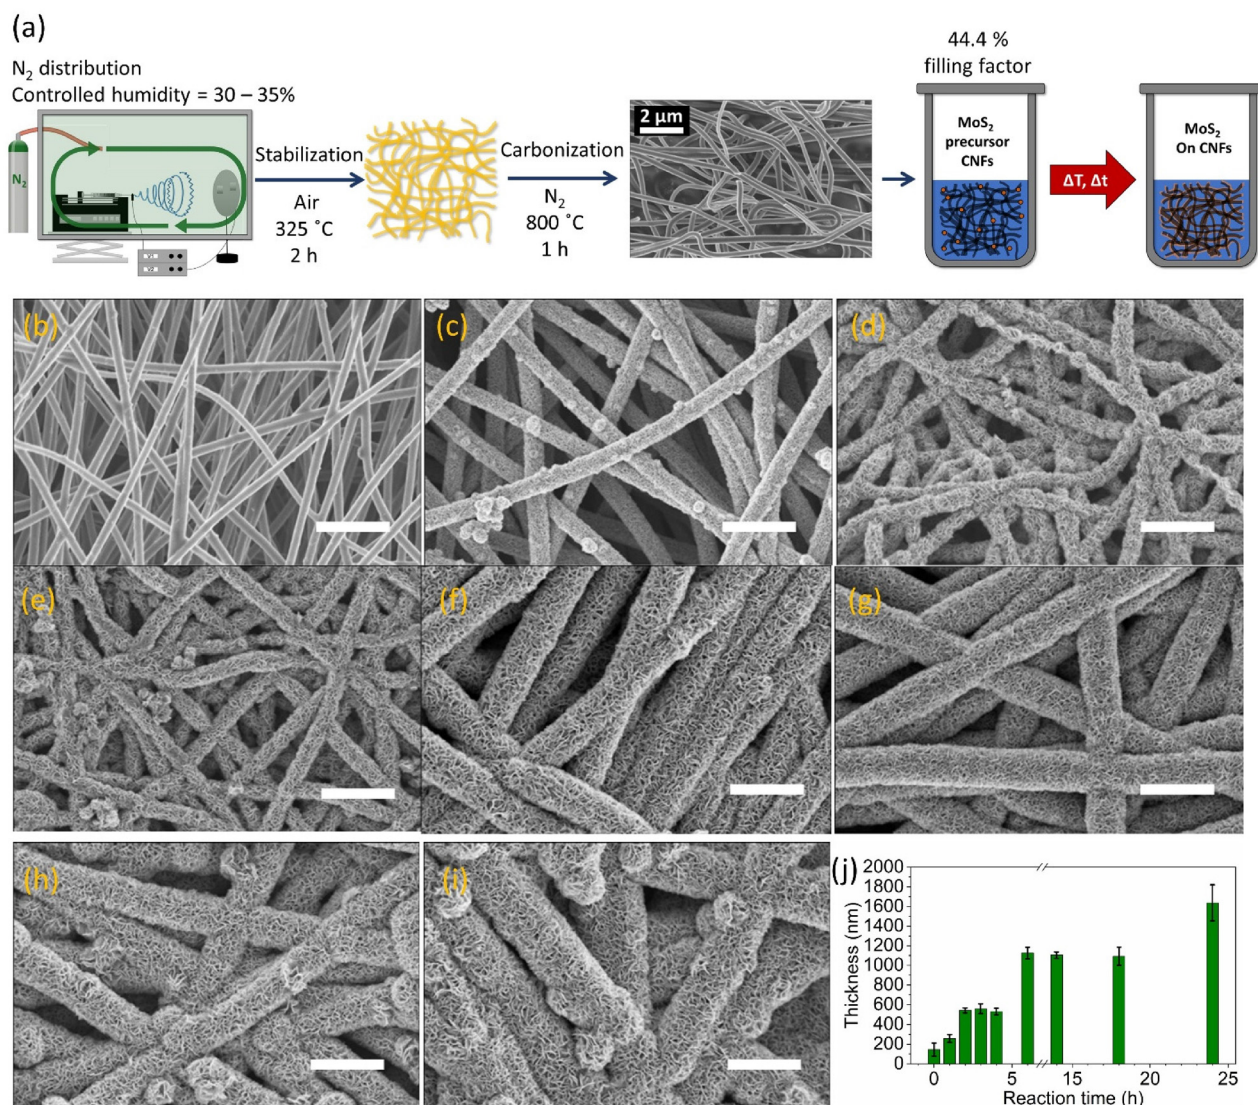 (a)
N₂ distribution
Controlled humidity = 30 – 35%
N₂
V1
V2
Stabilization
Air
325 ˚C
2 h
Carbonization
N₂
800 ˚C
1 h
2 µm
44.4 %
filling factor
MoS₂
precursor
CNFs
ΔT, Δt
MoS₂
On CNFs
(b)
(c)
(d)
(e)
(f)
(g)
(h)
(i)
(j)
Thickness (nm)
2000
1800
1600
1400
1200
1000
800
600
400
200
0 5 15 20 25
Reaction time (h)